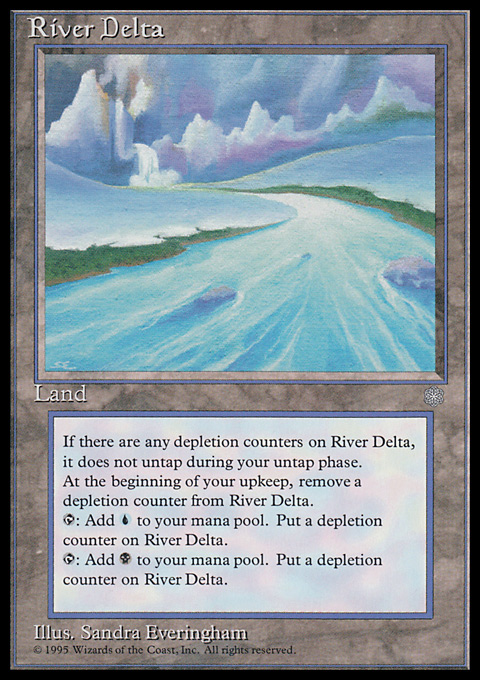 River Delta
Land
If there are any depletion counters on River Delta,
it does not untap during your untap phase.
At the beginning of your upkeep, remove a
depletion counter from River Delta.
: Add to your mana pool. Put a depletion
counter on River Delta.
: Add to your mana pool. Put a depletion
counter on River Delta.
Illus. Sandra Everingham
© 1995 Wizards of the Coast, Inc. All rights reserved.